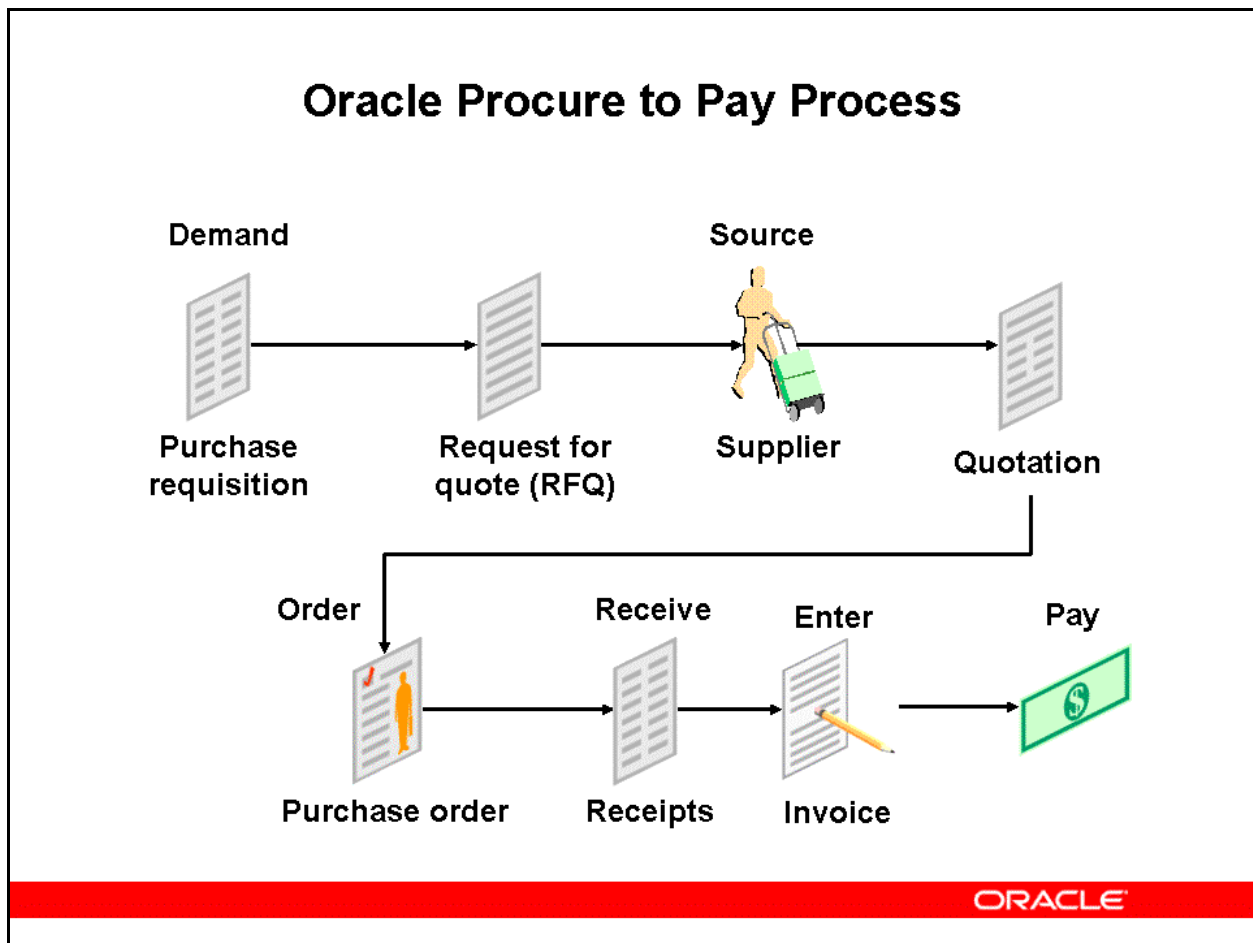 Oracle Procure to Pay Process
Demand
Source
Purchase
requisition
Request for
quote (RFQ)
Supplier
Quotation
Order
Receive
Enter
Pay
$
Purchase order
Receipts
Invoice
ORACLE